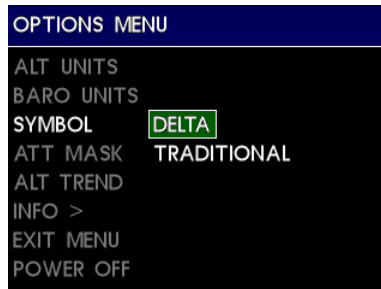 OPTIONS MENU
ALT UNITS
BARO UNITS
SYMBOL DELTA
ATT MASK TRADITIONAL
ALT TREND
INFO >
EXIT MENU
POWER OFF